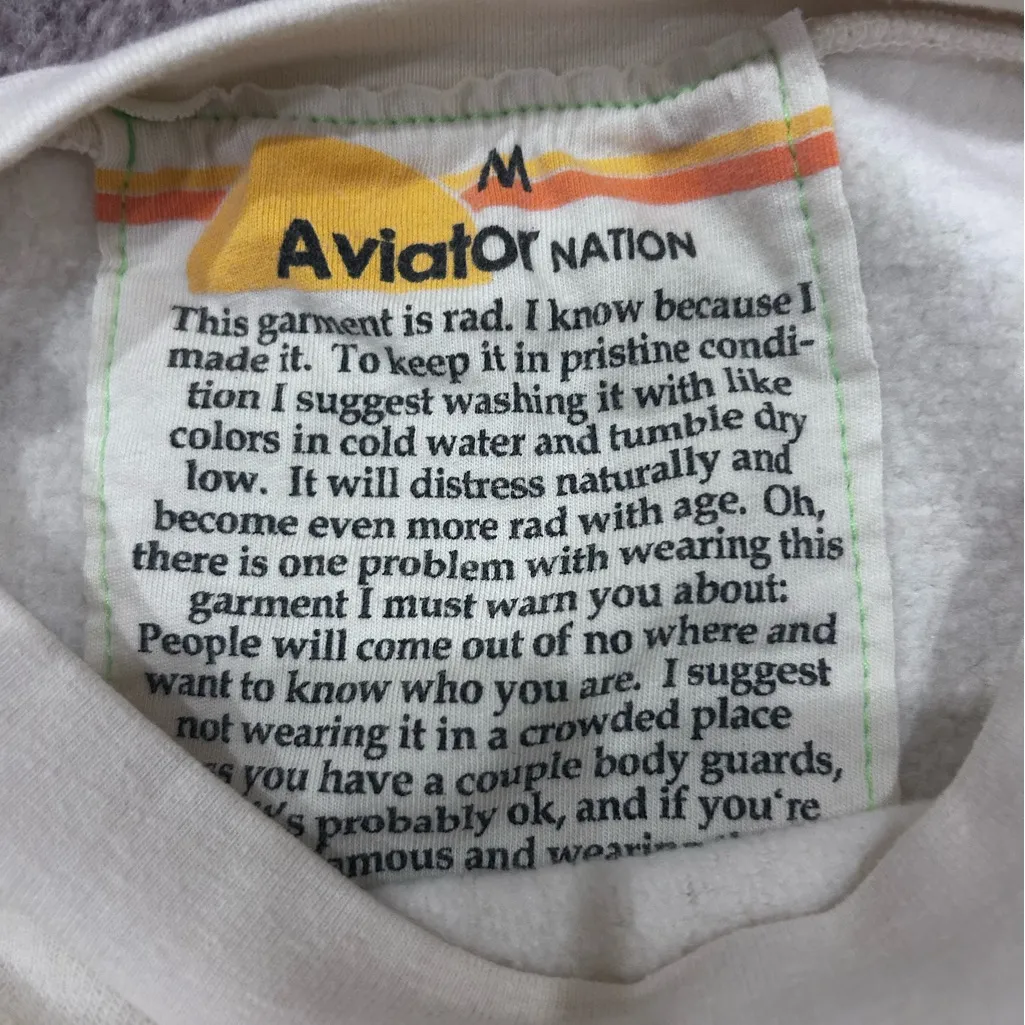 M
AviatOr NATION
This garment is rad. I know because I
made it. To keep it in pristine condi-
tion I suggest washing it with like
colors in cold water and tumble dry
low. It will distress naturally and
become even more rad with age. Oh,
there is one problem with wearing this
garment I must warn you about:
People will come out of no where and
want to know who you are. I suggest
not wearing it in a crowded place
you have a couple body guards,
probably ok, and if you're
and